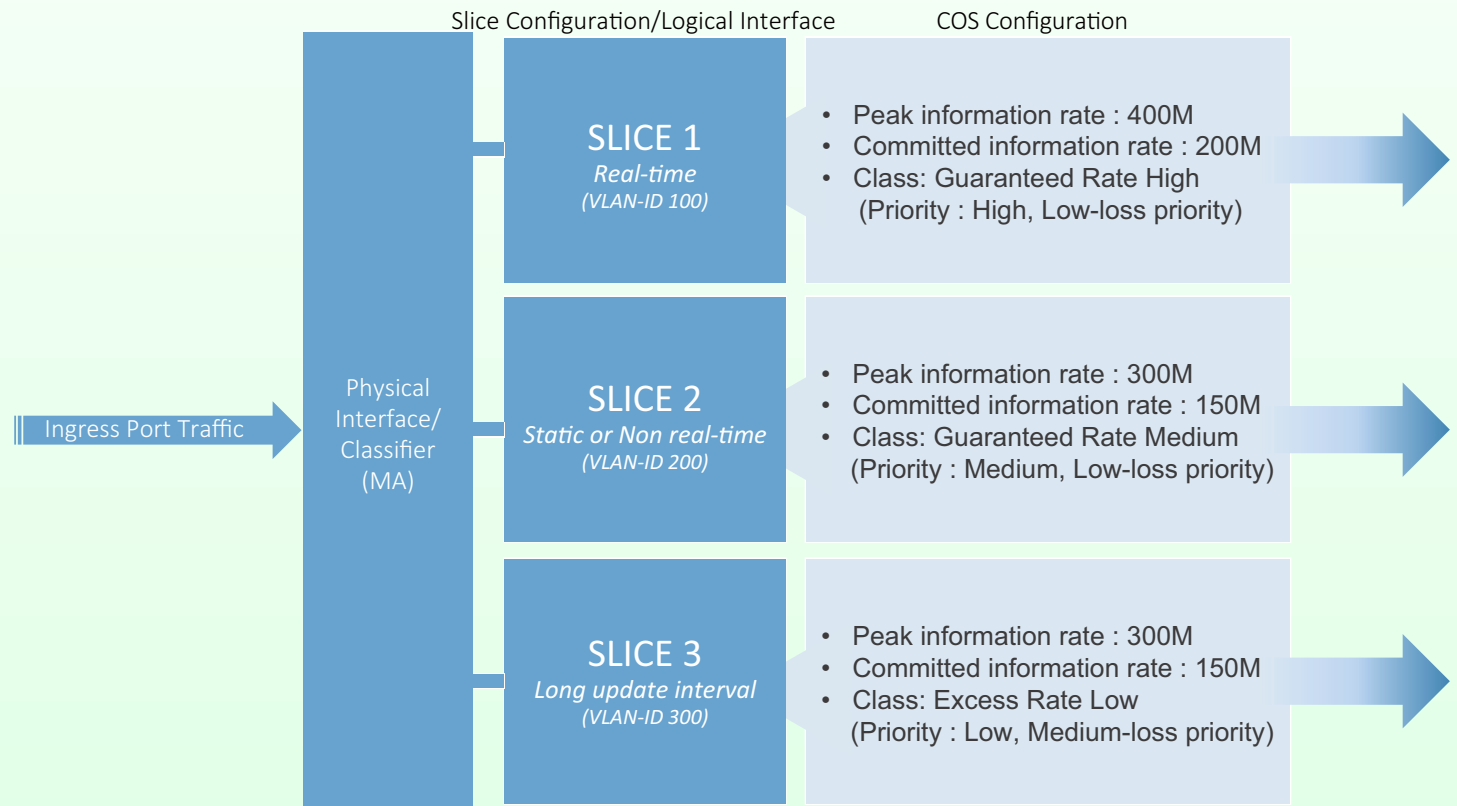 Slice Configuration/Logical Interface
COS Configuration
Ingress Port Traffic
Physical
Interface/
Classifier
(MA)
SLICE 1
Real-time
(VLAN-ID 100)
• Peak information rate : 400M
• Committed information rate : 200M
• Class: Guaranteed Rate High
(Priority : High, Low-loss priority)
SLICE 2
Static or Non real-time
(VLAN-ID 200)
• Peak information rate : 300M
• Committed information rate : 150M
• Class: Guaranteed Rate Medium
(Priority : Medium, Low-loss priority)
SLICE 3
Long update interval
(VLAN-ID 300)
• Peak information rate : 300M
• Committed information rate : 150M
• Class: Excess Rate Low
(Priority : Low, Medium-loss priority)